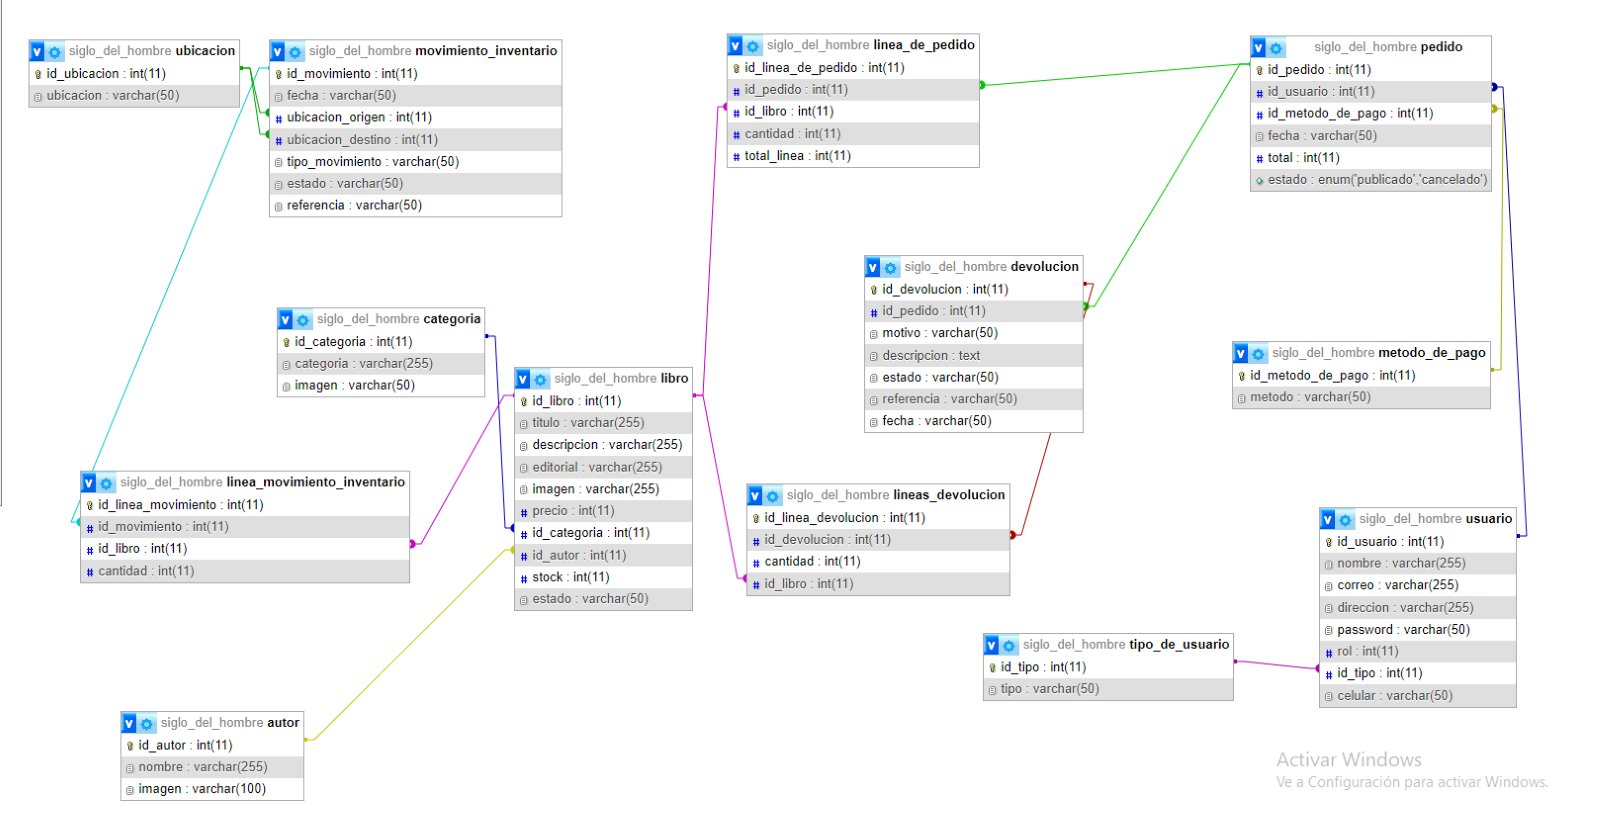 siglo_del_hombre ubicacion
id_ubicacion : int(11)
ubicacion : varchar(50)
siglo_del_hombre movimiento_inventario
id_movimiento : int(11)
fecha : varchar(50)
ubicacion_origen : int(11)
ubicacion_destino : int(11)
tipo_movimiento : varchar(50)
estado : varchar(50)
referencia : varchar(50)
siglo_del_hombre linea_de_pedido
id_linea_de_pedido : int(11)
id_pedido : int(11)
id_libro : int(11)
cantidad : int(11)
total_linea : int(11)
siglo_del_hombre pedido
id_pedido : int(11)
id_usuario : int(11)
id_metodo_de_pago : int(11)
fecha : varchar(50)
total : int(11)
estado : enum('publicado','cancelado')
siglo_del_hombre devolucion
id_devolucion : int(11)
id_pedido : int(11)
motivo : varchar(50)
descripcion : text
estado : varchar(50)
referencia : varchar(50)
fecha : varchar(50)
siglo_del_hombre categoria
id_categoria : int(11)
categoria : varchar(255)
imagen : varchar(50)
siglo_del_hombre metodo_de_pago
id_metodo_de_pago : int(11)
metodo : varchar(50)
siglo_del_hombre libro
id_libro : int(11)
titulo : varchar(255)
descripcion : varchar(255)
editorial : varchar(255)
imagen : varchar(255)
precio : int(11)
id_categoria : int(11)
id_autor : int(11)
stock : int(11)
estado : varchar(50)
siglo_del_hombre linea_movimiento_inventario
id_linea_movimiento : int(11)
id_movimiento : int(11)
id_libro : int(11)
cantidad : int(11)
siglo_del_hombre lineas_devolucion
id_linea_devolucion : int(11)
id_devolucion : int(11)
cantidad : int(11)
id_libro : int(11)
siglo_del_hombre usuario
id_usuario : int(11)
nombre : varchar(255)
correo : varchar(255)
direccion : varchar(255)
password : varchar(50)
rol : int(11)
id_tipo : int(11)
celular : varchar(50)
siglo_del_hombre tipo_de_usuario
id_tipo : int(11)
tipo : varchar(50)
siglo_del_hombre autor
id_autor : int(11)
nombre : varchar(255)
imagen : varchar(100)
Activar Windows
Ve a Configuración para activar Windows.